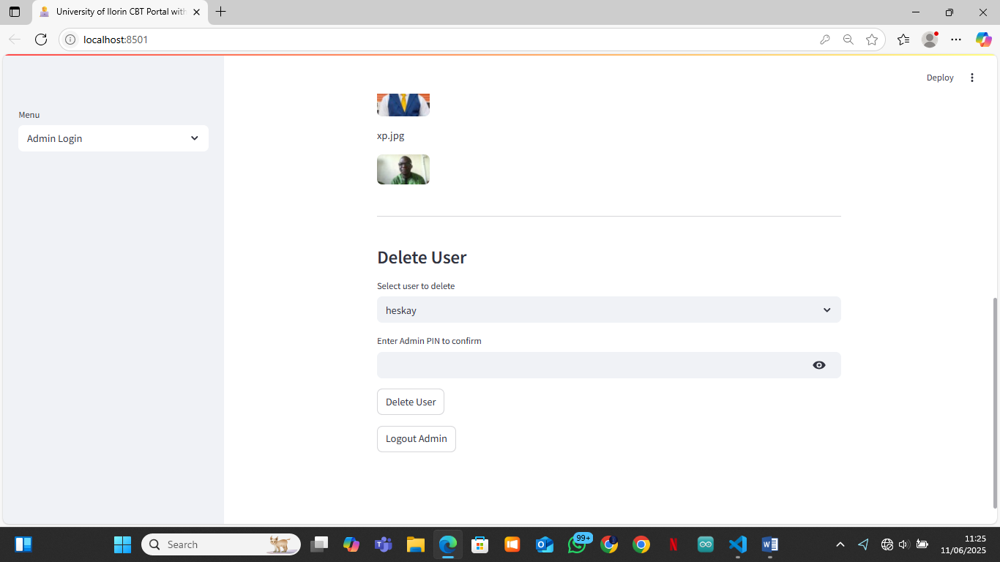 University of Ilorin CBT Portal with
localhost:8501
Deploy
Menu
Admin Login
xp.jpg
Delete User
Select user to delete
heskay
Enter Admin PIN to confirm
Delete User
Logout Admin
Search
99+
11:25
11/06/2025